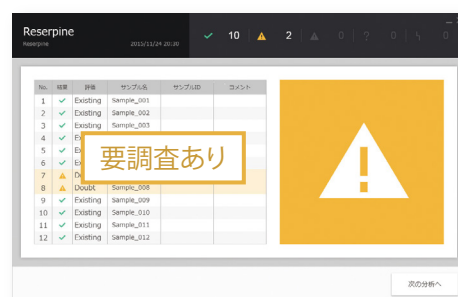 Reserpine
Reserpine 2015/11/24 20:30 10 2 0 ? 0 0
No. 結果 評価 サンプル名 サンプルID コメント
1 Existing Sample_001
2 Existing Sample_002
3 Existing Sample_003
4
5
6
7
8 Doubt Sample_008
9 Existing Sample_009
10 Existing Sample_010
11 Existing Sample_011
12 Existing Sample_012
要調査あり
次の分析へ